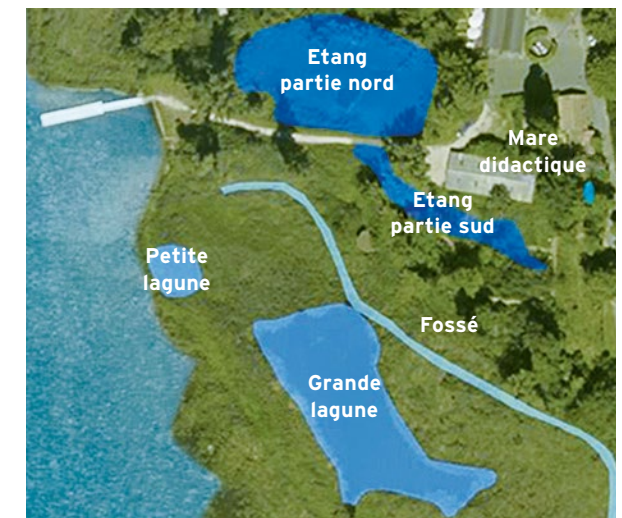 Etang
partie nord
Mare
didactique
Etang
partie sud
Petite
lagune
Fossé
Grande
lagune